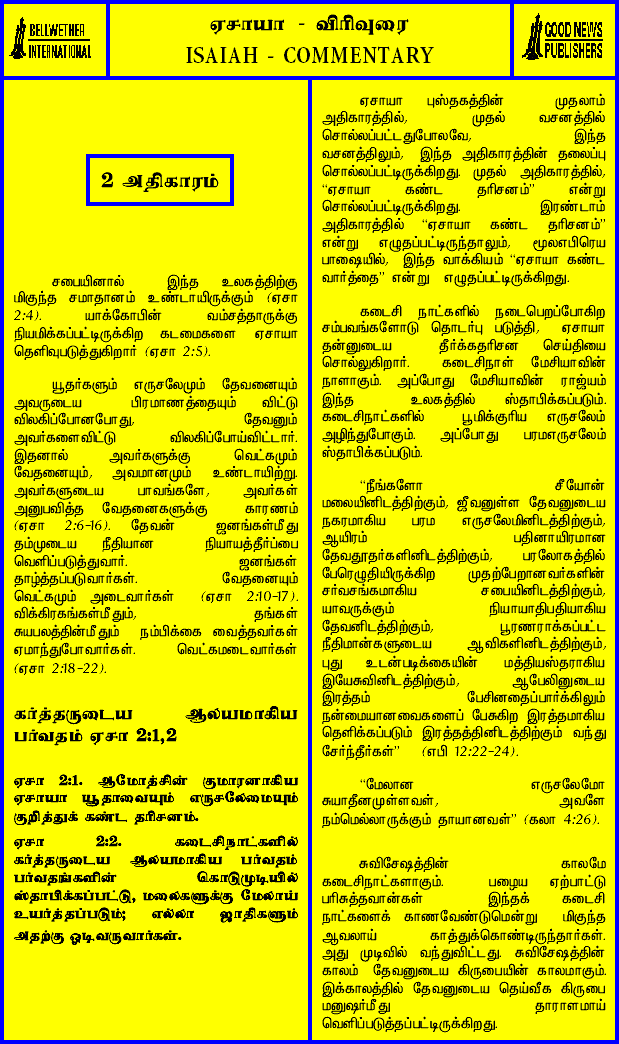 BELLWETHER
INTERNATIONAL
ஏசாயா - விரிவுரை
ISAIAH - COMMENTARY
GOOD NEWS
PUBLISHERS
2 அதிகாரம்
சபையினால் இந்த உலகத்திற்கு
மிகுந்த சமாதானம் உண்டாயிருக்கும் (ஏசா
2:4). யாக்கோபின் வம்சத்தாருக்கு
நியமிக்கப்பட்டிருக்கிற கடமைகளை ஏசாயா
தெளிவுபடுத்துகிறார் (ஏசா 2:5).
யூதர்களும் எருசலேமும் தேவனையும்
அவருடைய பிரமாணத்தையும் விட்டு
விலகிப்போனபோது, தேவனும்
அவர்களைவிட்டு விலகிப்போய்விட்டார்.
இதனால் அவர்களுக்கு வெட்கமும்
வேதனையும், அவமானமும் உண்டாயிற்று.
அவர்களுடைய பாவங்களே, அவர்கள்
அனுபவித்த வேதனைகளுக்கு காரணம்
(ஏசா 2:6-16). தேவன் ஜனங்கள்மீது
தம்முடைய நீதியான நியாயத்தீர்ப்பை
வெளிப்படுத்துவார். ஜனங்கள்
தாழ்த்தப்படுவார்கள். வேதனையும்
வெட்கமும் அடைவார்கள் (ஏசா 2:10-17).
விக்கிரகங்கள்மீதும், தங்கள்
சுயபலத்தின்மீதும் நம்பிக்கை வைத்தவர்கள்
ஏமாந்துபோவார்கள். வெட்கமடைவார்கள்
(ஏசா 2:18-22).
கர்த்தருடைய ஆலயமாகிய
பர்வதம் ஏசா 2:1,2
ஏசா 2:1. ஆமோத்சின் குமாரனாகிய
ஏசாயா யூதாவையும் எருசலேமையும்
குறித்துக் கண்ட தரிசனம்.
ஏசா 2:2. கடைசிநாட்களில்
கர்த்தருடைய ஆலயமாகிய பர்வதம்
பர்வதங்களின் கொடுமுடியில்
ஸ்தாபிக்கப்பட்டு, மலைகளுக்கு மேலாய்
உயர்த்தப்படும்; எல்லா ஜாதிகளும்
அதற்கு ஓடிவருவார்கள்.
ஏசாயா புஸ்தகத்தின் முதலாம்
அதிகாரத்தில், முதல் வசனத்தில்
சொல்லப்பட்டதுபோலவே, இந்த
வசனத்திலும், இந்த அதிகாரத்தின் தலைப்பு
சொல்லப்பட்டிருக்கிறது. முதல் அதிகாரத்தில்,
“ஏசாயா கண்ட தரிசனம்” என்று
சொல்லப்பட்டிருக்கிறது. இரண்டாம்
அதிகாரத்தில் “ஏசாயா கண்ட தரிசனம்”
என்று எழுதப்பட்டிருந்தாலும், மூலஎபிரெய
பாஷையில், இந்த வாக்கியம் “ஏசாயா கண்ட
வார்த்தை” என்று எழுதப்பட்டிருக்கிறது.
கடைசி நாட்களில் நடைபெறப்போகிற
சம்பவங்களோடு தொடர்பு படுத்தி, ஏசாயா
தன்னுடைய தீர்க்கதரிசன செய்தியை
சொல்லுகிறார். கடைசிநாள் மேசியாவின்
நாளாகும். அப்போது மேசியாவின் ராஜ்யம்
இந்த உலகத்தில் ஸ்தாபிக்கப்படும்.
கடைசிநாட்களில் பூமிக்குரிய எருசலேம்
அழிந்துபோகும். அப்போது பரமஎருசலேம்
ஸ்தாபிக்கப்படும்.
“நீங்களோ சீயோன்
மலையினிடத்திற்கும், ஜீவனுள்ள தேவனுடைய
நகரமாகிய பரம எருசலேமினிடத்திற்கும்,
ஆயிரம் பதினாயிரமான
தேவதூதர்களினிடத்திற்கும், பரலோகத்தில்
பேரெழுதியிருக்கிற முதற்பேறானவர்களின்
சர்வசங்கமாகிய சபையினிடத்திற்கும்,
யாவருக்கும் நியாயாதிபதியாகிய
தேவனிடத்திற்கும், பூரணராக்கப்பட்ட
நீதிமான்களுடைய ஆவிகளினிடத்திற்கும்,
புது உடன்படிக்கையின் மத்தியஸ்தராகிய
இயேசுவினிடத்திற்கும், ஆபேலினுடைய
இரத்தம் பேசினதைப்பார்க்கிலும்
நன்மையானவைகளைப் பேசுகிற இரத்தமாகிய
தெளிக்கப்படும் இரத்தத்தினிடத்திற்கும் வந்து
சேர்ந்தீர்கள்” (எபி 12:22-24).
“மேலான எருசலேமோ
சுயாதீனமுள்ளவள், அவளே
நம்மெல்லாருக்கும் தாயானவள்” (கலா 4:26).
சுவிசேஷத்தின் காலமே
கடைசிநாட்களாகும். பழைய ஏற்பாட்டு
பரிசுத்தவான்கள் இந்தக் கடைசி
நாட்களைக் காணவேண்டுமென்று மிகுந்த
ஆவலாய் காத்துக்கொண்டிருந்தார்கள்.
அது முடிவில் வந்துவிட்டது. சுவிசேஷத்தின்
காலம் தேவனுடைய கிருபையின் காலமாகும்.
இக்காலத்தில் தேவனுடைய தெய்வீக கிருபை
மனுஷர்மீது தாராளமாய்
வெளிப்படுத்தப்பட்டிருக்கிறது.